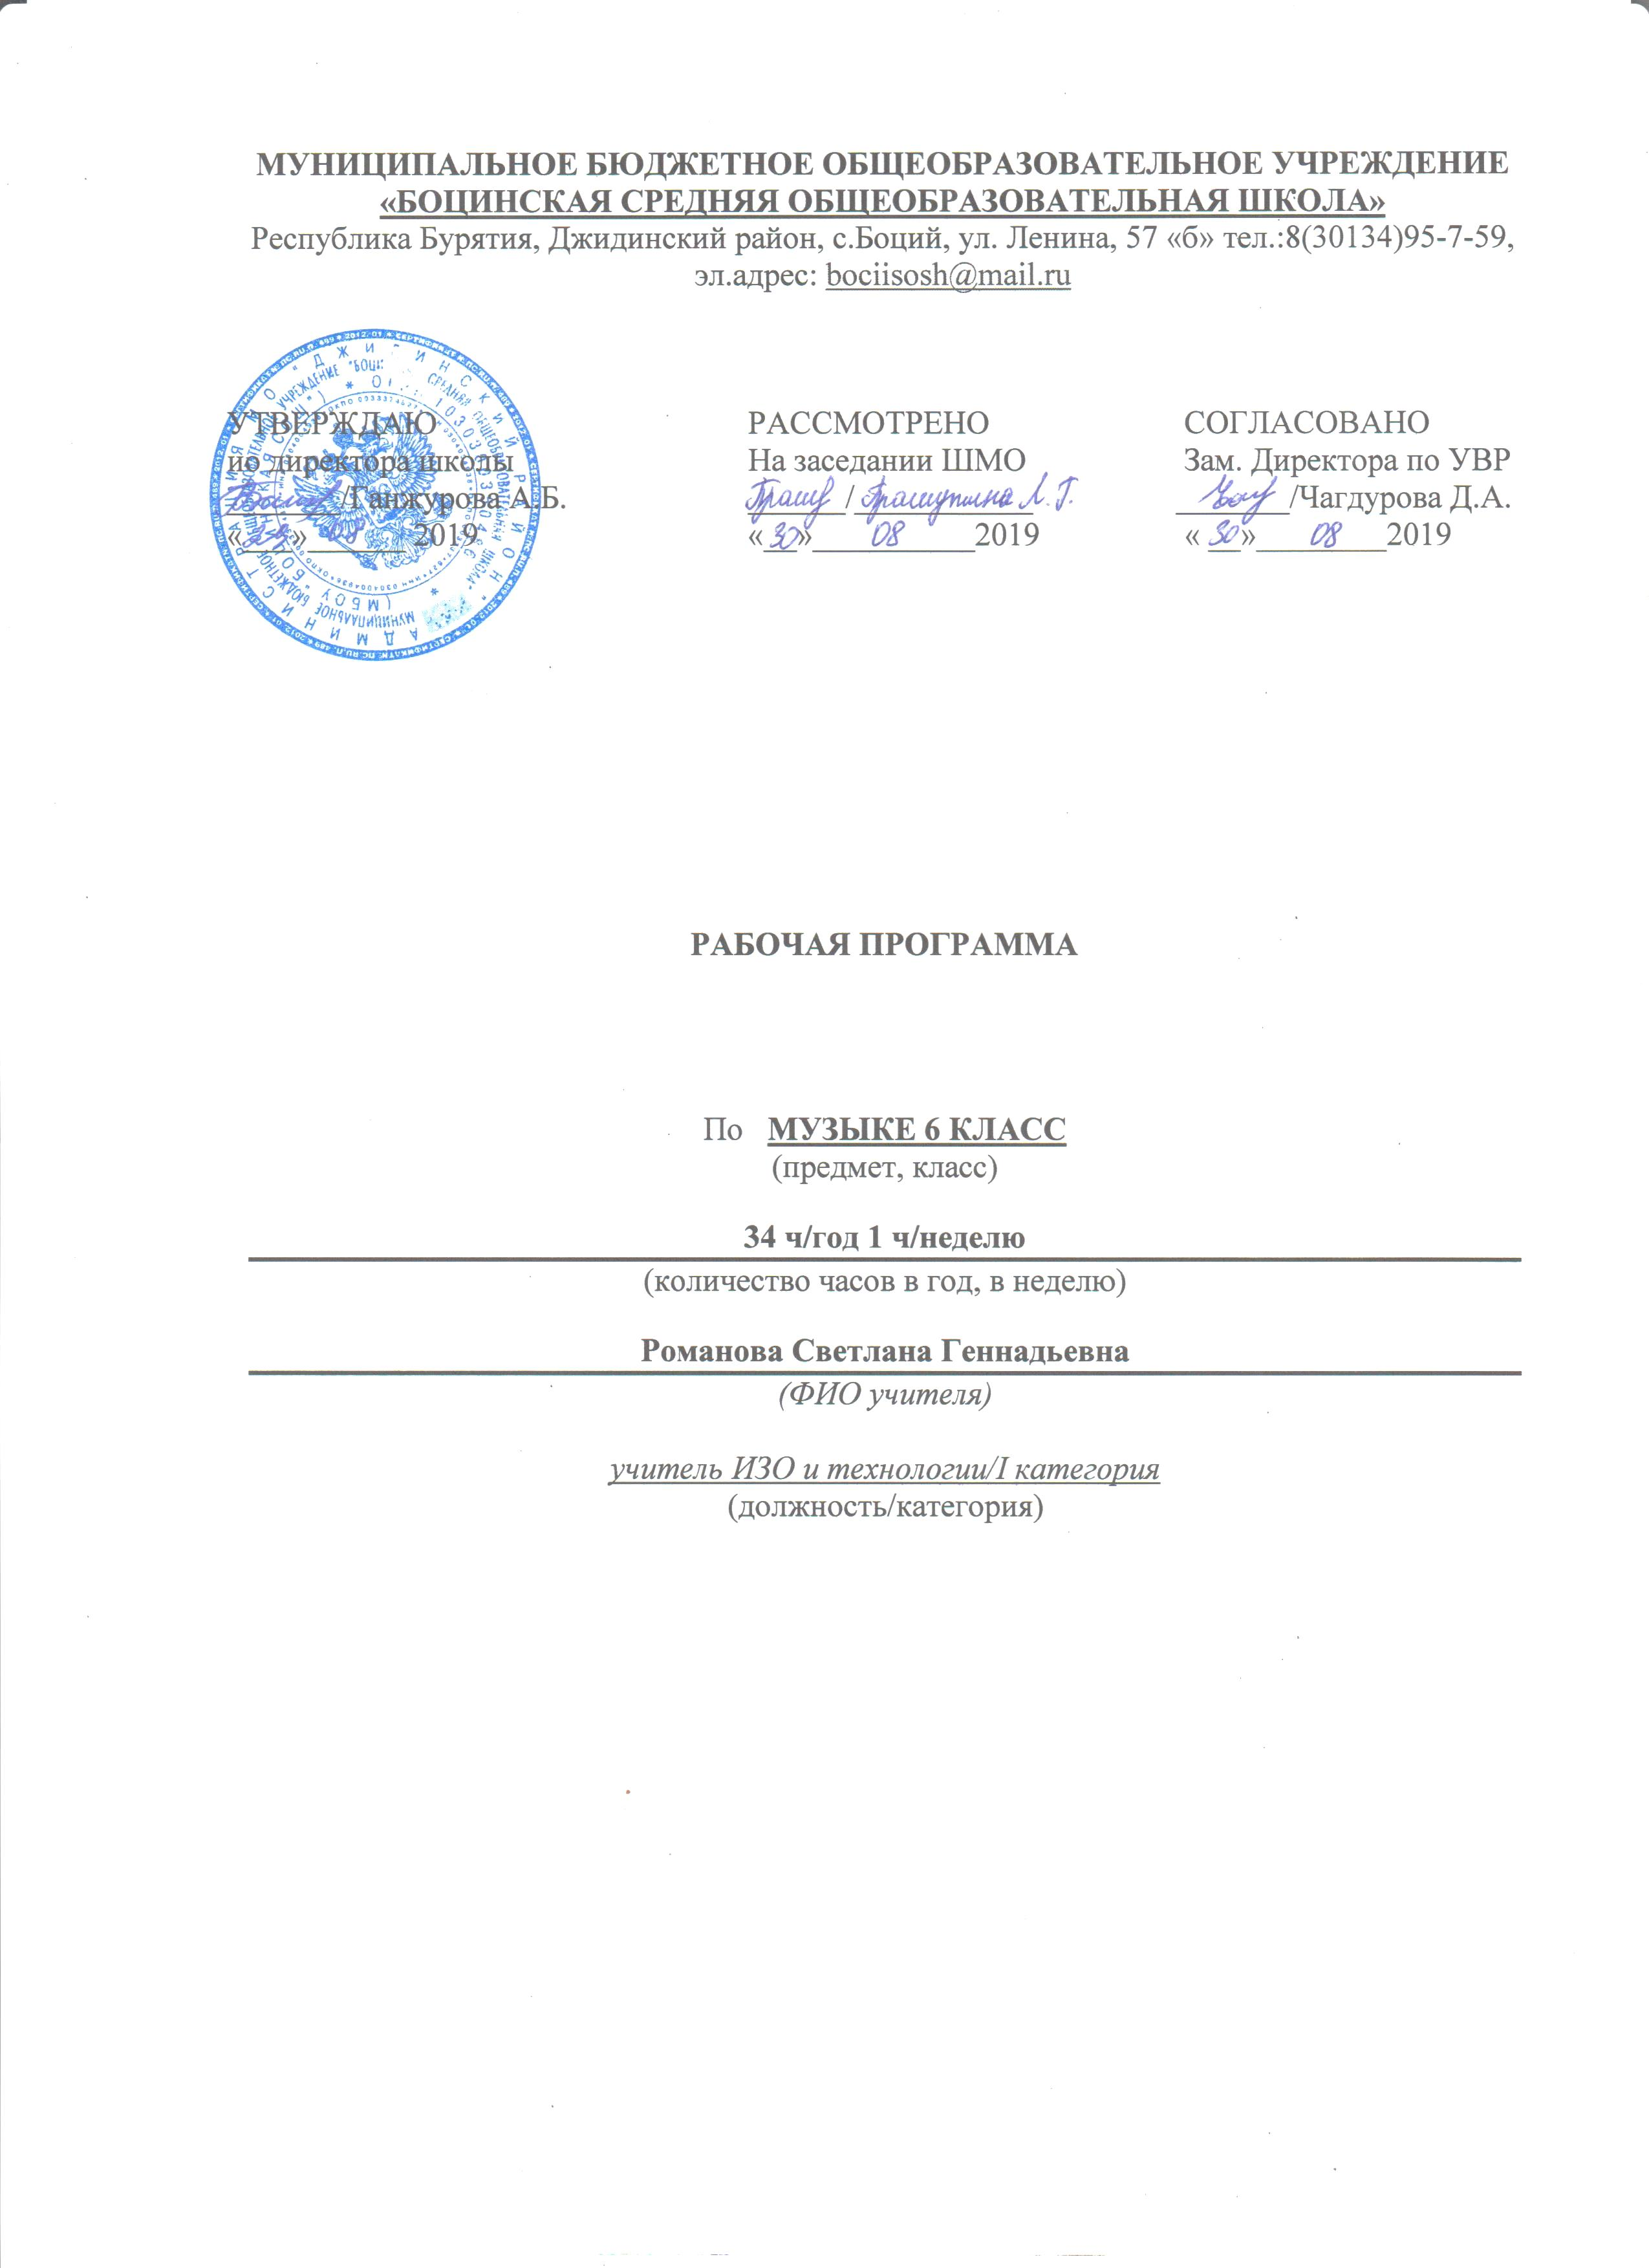 МУНИЦИПАЛЬНОЕ БЮДЖЕТНОЕ ОБЩЕОБРАЗОВАТЕЛЬНОЕ УЧРЕЖДЕНИЕ
«БОЦИНСКАЯ СРЕДНЯЯ ОБЩЕОБРАЗОВАТЕЛЬНАЯ ШКОЛА»
Республика Бурятия, Джидинский район, с.Боций, ул. Ленина, 57 «б» тел.:8(30134)95-7-59,
эл.адрес: bociisosh@mail.ru
УТВЕРЖДАЮ
ио директора школы
/Ганжурова А.Б.
« » 08 2019
РАССМОТРЕНО
На заседании ШМО
/ Л.Г.
«30» 08 2019
СОГЛАСОВАНО
Зам. Директора по УВР
/Чагдурова Д.А.
« 30 » 08 2019
РАБОЧАЯ ПРОГРАММА
По МУЗЫКЕ 6 КЛАСС
(предмет, класс)
34 ч/год 1 ч/неделю
(количество часов в год, в неделю)
Романова Светлана Геннадьевна
(ФИО учителя)
учитель ИЗО и технологии/I категория
(должность/категория)